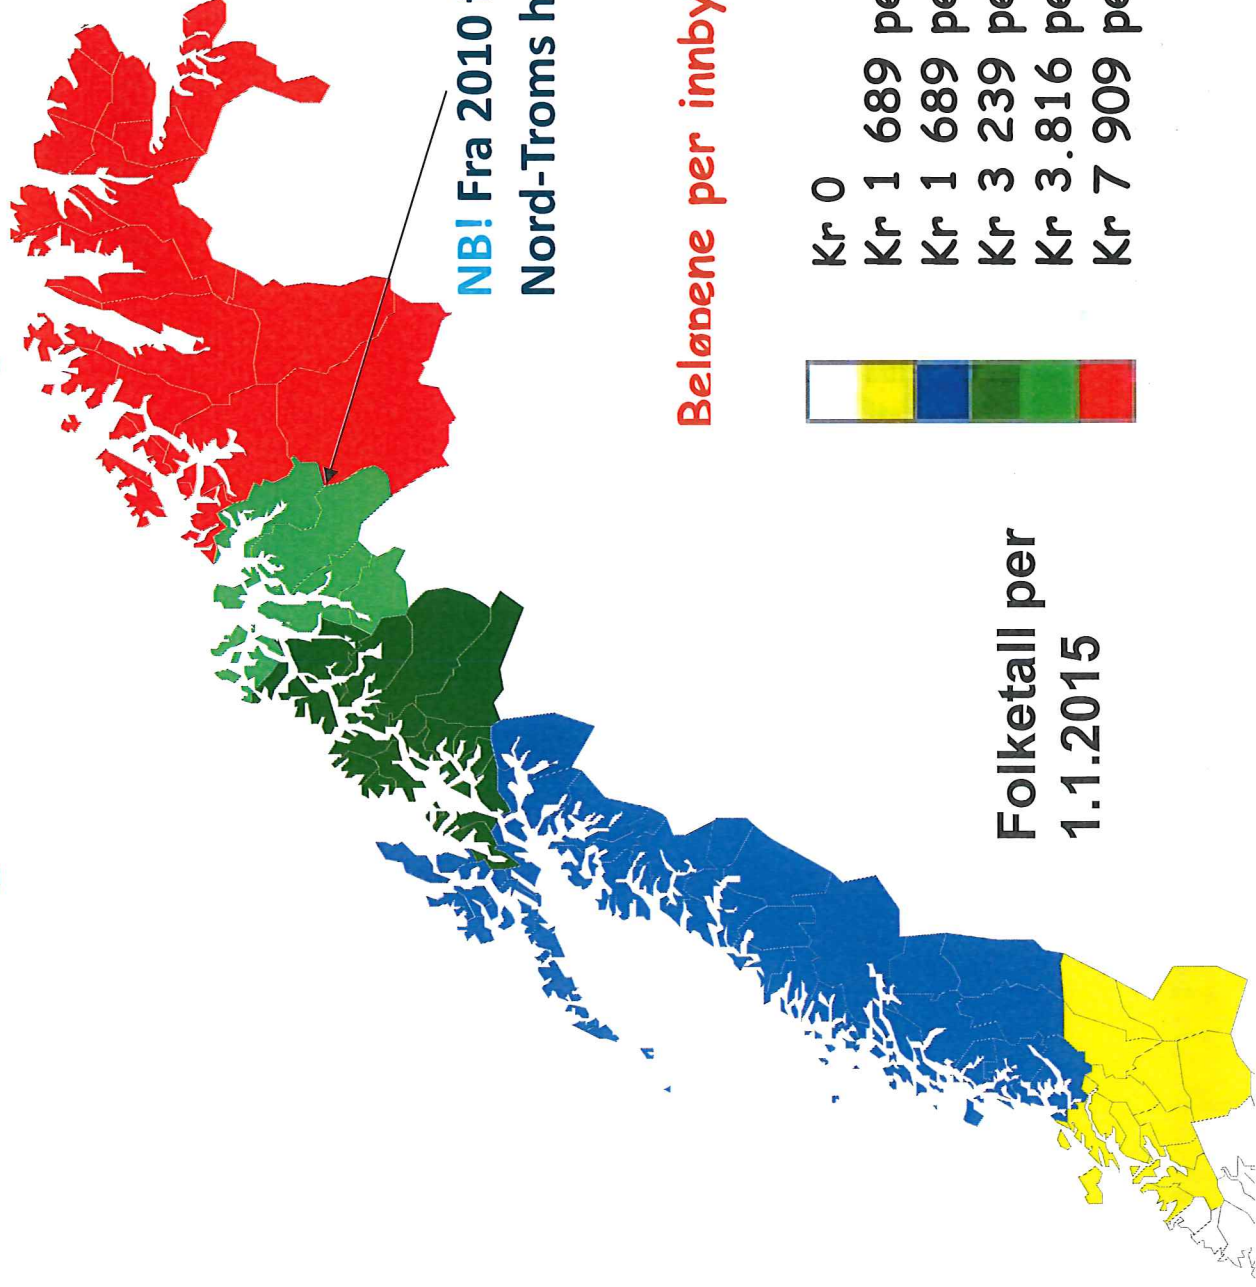 NB! Fra 2010
Nord-Troms h
Beløpene per innby
Kr 0
Kr 1 689 pe
Kr 1 689 pe
Kr 3 239 pe
Kr 3.816 pe
Kr 7 909 pe
Folketall per
1.1.2015